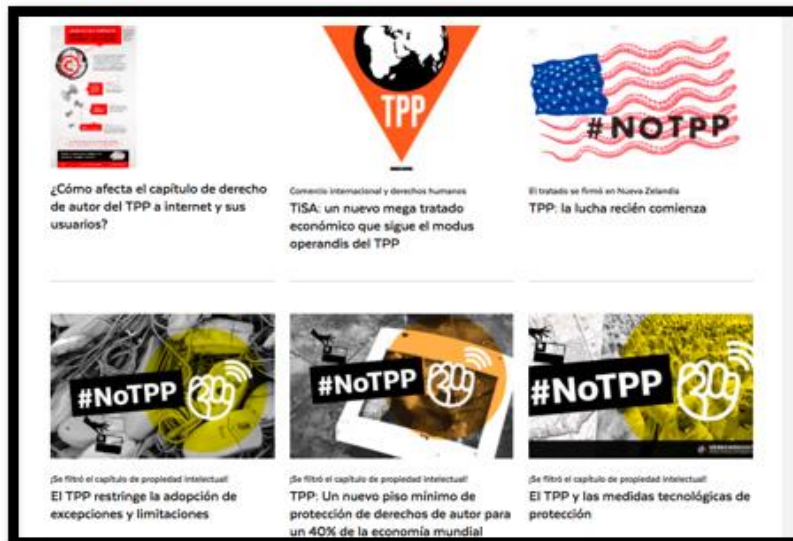 TPP
#NOTPP
¿Cómo afecta el capítulo de derecho
de autor del TPP a internet y sus
usuarios?
Comercio internacional y derechos humanos
TiSA: un nuevo mega tratado
económico que sigue el modus
operandis del TPP
El tratado se firmó en Nueva Zelandia
TPP: la lucha recién comienza
#NoTPP
#NoTPP
#NoTPP
¡Se filtró el capítulo de propiedad intelectual!
El TPP restringe la adopción de
excepciones y limitaciones
¡Se filtró el capítulo de propiedad intelectual!
TPP: Un nuevo piso mínimo de
protección de derechos de autor para
un 40% de la economía mundial
¡Se filtró el capítulo de propiedad intelectual!
El TPP y las medidas tecnológicas de
protección